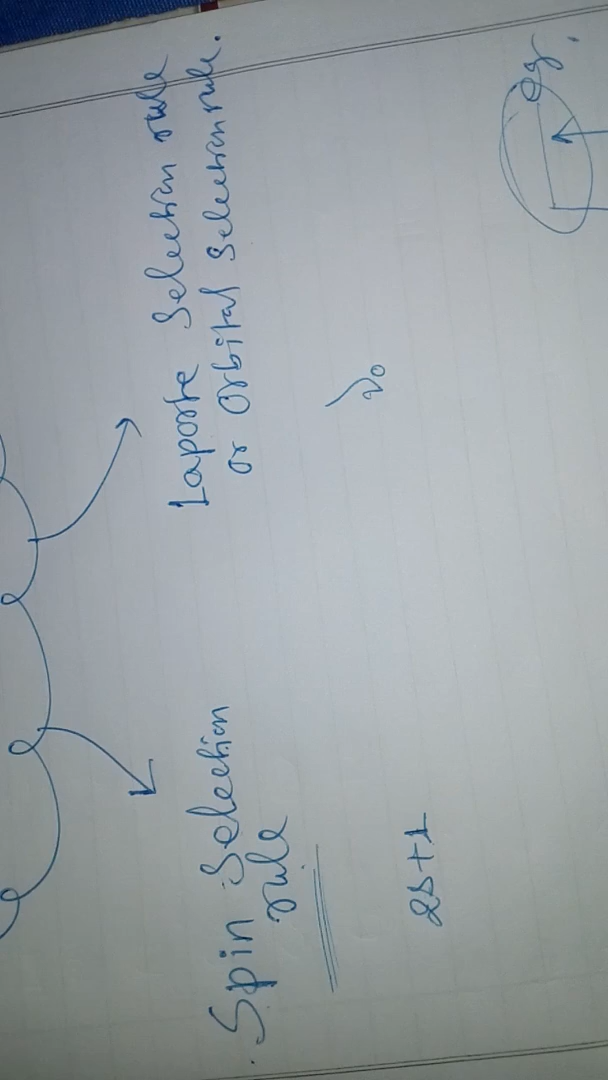 Spin Selection
rule
Laporte Selection rule
or Orbital Selection rule.
2s+1
eg.